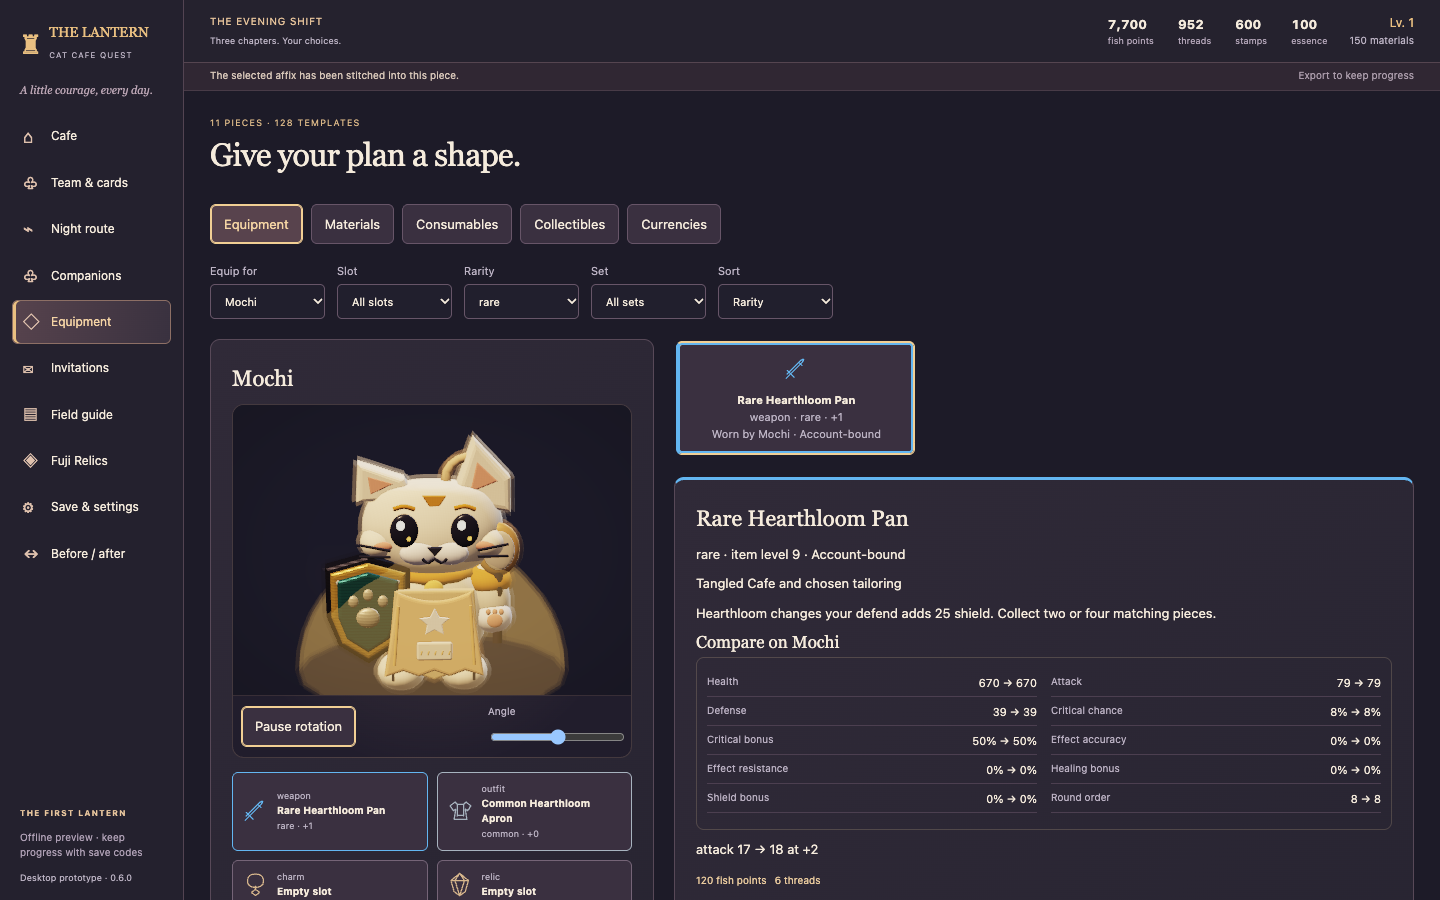 THE LANTERN
CAT CAFE QUEST
A little courage, every day.
Cafe
Team & cards
Night route
Companions
Equipment
Invitations
Field guide
Fuji Relics
Save & settings
Before / after
THE FIRST LANTERN
Offline preview · keep
progress with save codes
Desktop prototype · 0.6.0
THE EVENING SHIFT
Three chapters. Your choices.
7,700
fish points
952
threads
600
stamps
100
essence
Lv. 1
150 materials
The selected affix has been stitched into this piece.
Export to keep progress
11 PIECES · 128 TEMPLATES
Give your plan a shape.
Equipment
Materials
Consumables
Collectibles
Currencies
Equip for
Slot
Rarity
Set
Sort
Mochi
All slots
rare
All sets
Rarity
Mochi
Pause rotation
Angle
weapon
Rare Hearthloom Pan
rare · +1
outfit
Common Hearthloom
Apron
common · +0
charm
Empty slot
relic
Empty slot
Rare Hearthloom Pan
weapon · rare · +1
Worn by Mochi · Account-bound
Rare Hearthloom Pan
rare · item level 9 · Account-bound
Tangled Cafe and chosen tailoring
Hearthloom changes your defend adds 25 shield. Collect two or four matching pieces.
Compare on Mochi
Health 670 → 670
Attack 79 → 79
Defense 39 → 39
Critical chance 8% → 8%
Critical bonus 50% → 50%
Effect accuracy 0% → 0%
Effect resistance 0% → 0%
Healing bonus 0% → 0%
Shield bonus 0% → 0%
Round order 8 → 8
attack 17 → 18 at +2
120 fish points 6 threads